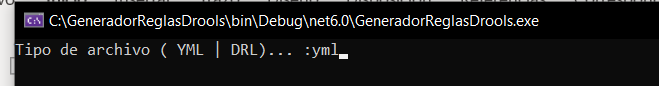 C:\GeneradorReglasDrools\bin\Debug\net6.0\GeneradorReglasDrools.exe
Tipo de archivo ( YML | DRL)... :yml